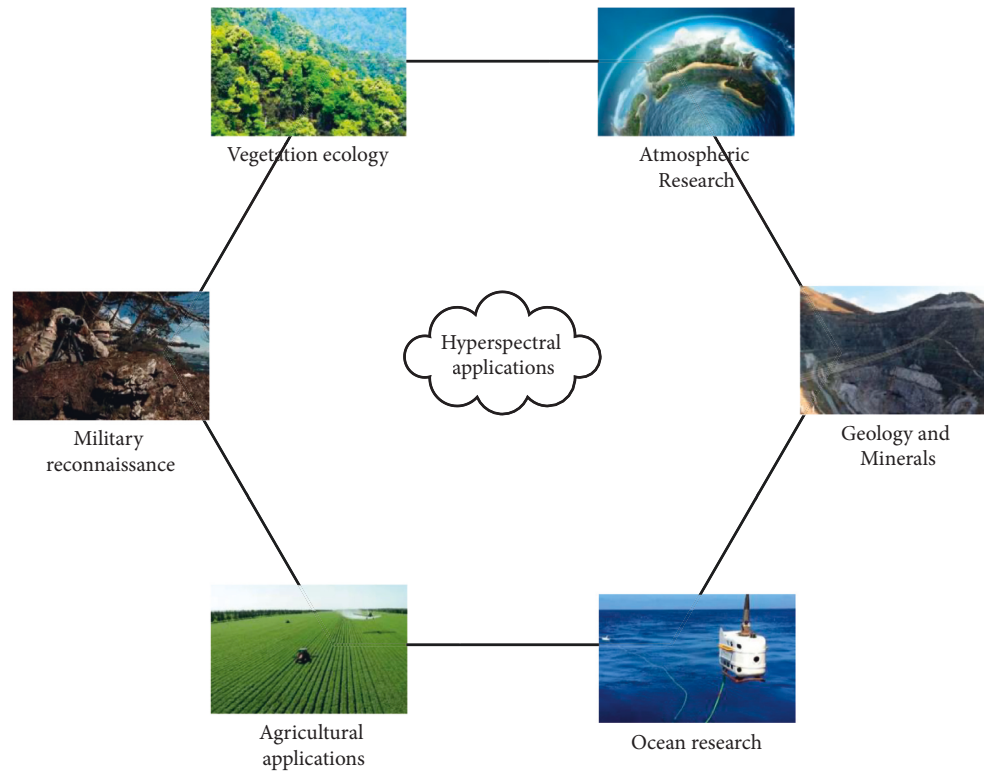 Vegetation ecology
Atmospheric
Research
Hyperspectral
applications
Military
reconnaissance
Geology and
Minerals
Agricultural
applications
Ocean research